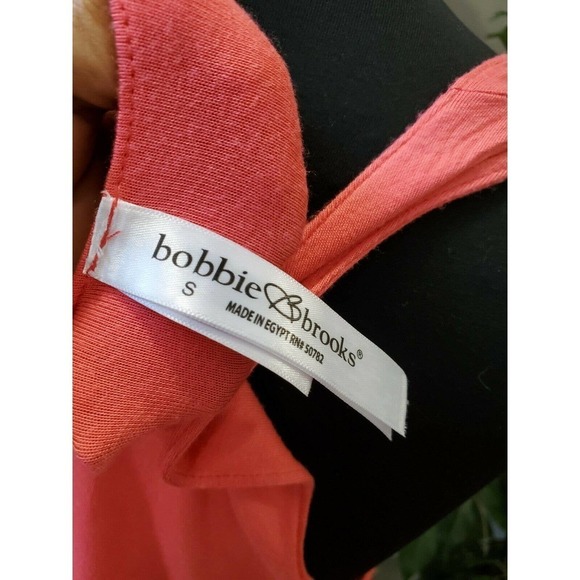 bobbie B brooks®
S
MADE IN EGYPT RN# 50782